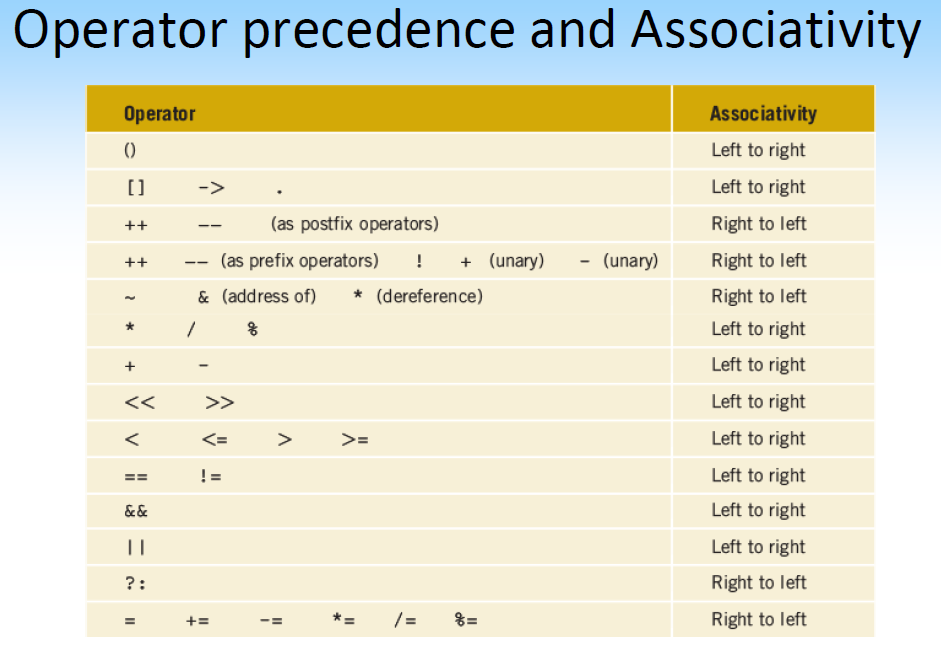 Operator precedence and Associativity
Operator Associativity
() Left to right
[] -> . Left to right
++ -- (as postfix operators) Right to left
++ -- (as prefix operators) ! + (unary) - (unary) Right to left
~ & (address of) * (dereference) Right to left
* / % Left to right
+ - Left to right
<< >> Left to right
< <= > >= Left to right
== != Left to right
&& Left to right
|| Left to right
?: Right to left
= += -= *= /= %= Right to left